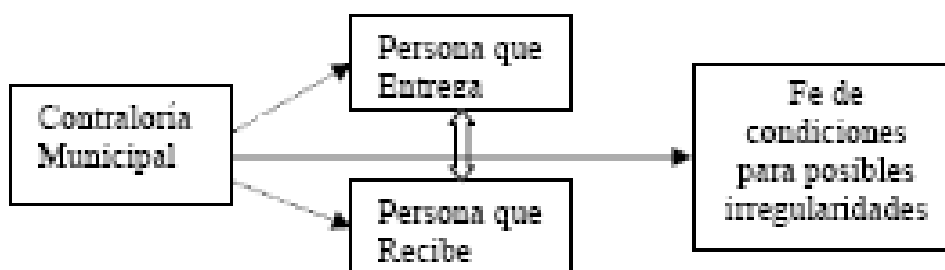 Contraloría
Municipal
Persona que
Entrega
Persona que
Recibe
Fe de
condiciones
para posibles
irregularidades